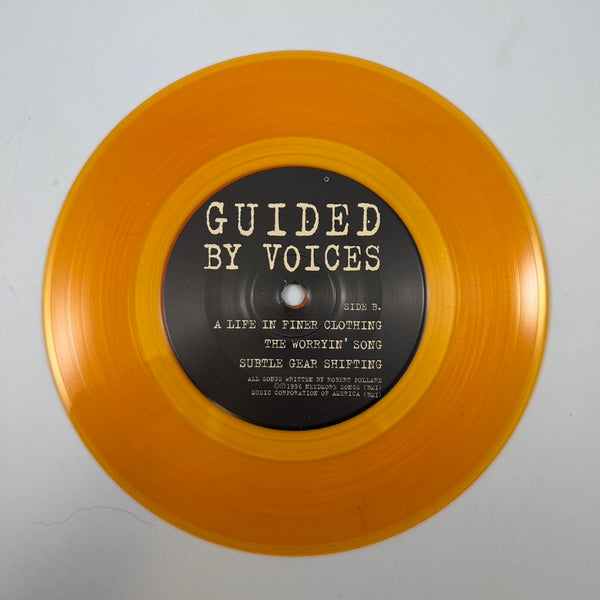 GUIDED
BY VOICES
SIDE B.
A LIFE IN FINER CLOTHING
THE WORRYIN' SONG
SUBTLE GEAR SHIFTING
ALL SONGS WRITTEN BY ROBERT POLLARD
©℗1996 NEEDMORE SONGS (BMI)
MUSIC CORPORATION OF AMERICA (BMI)